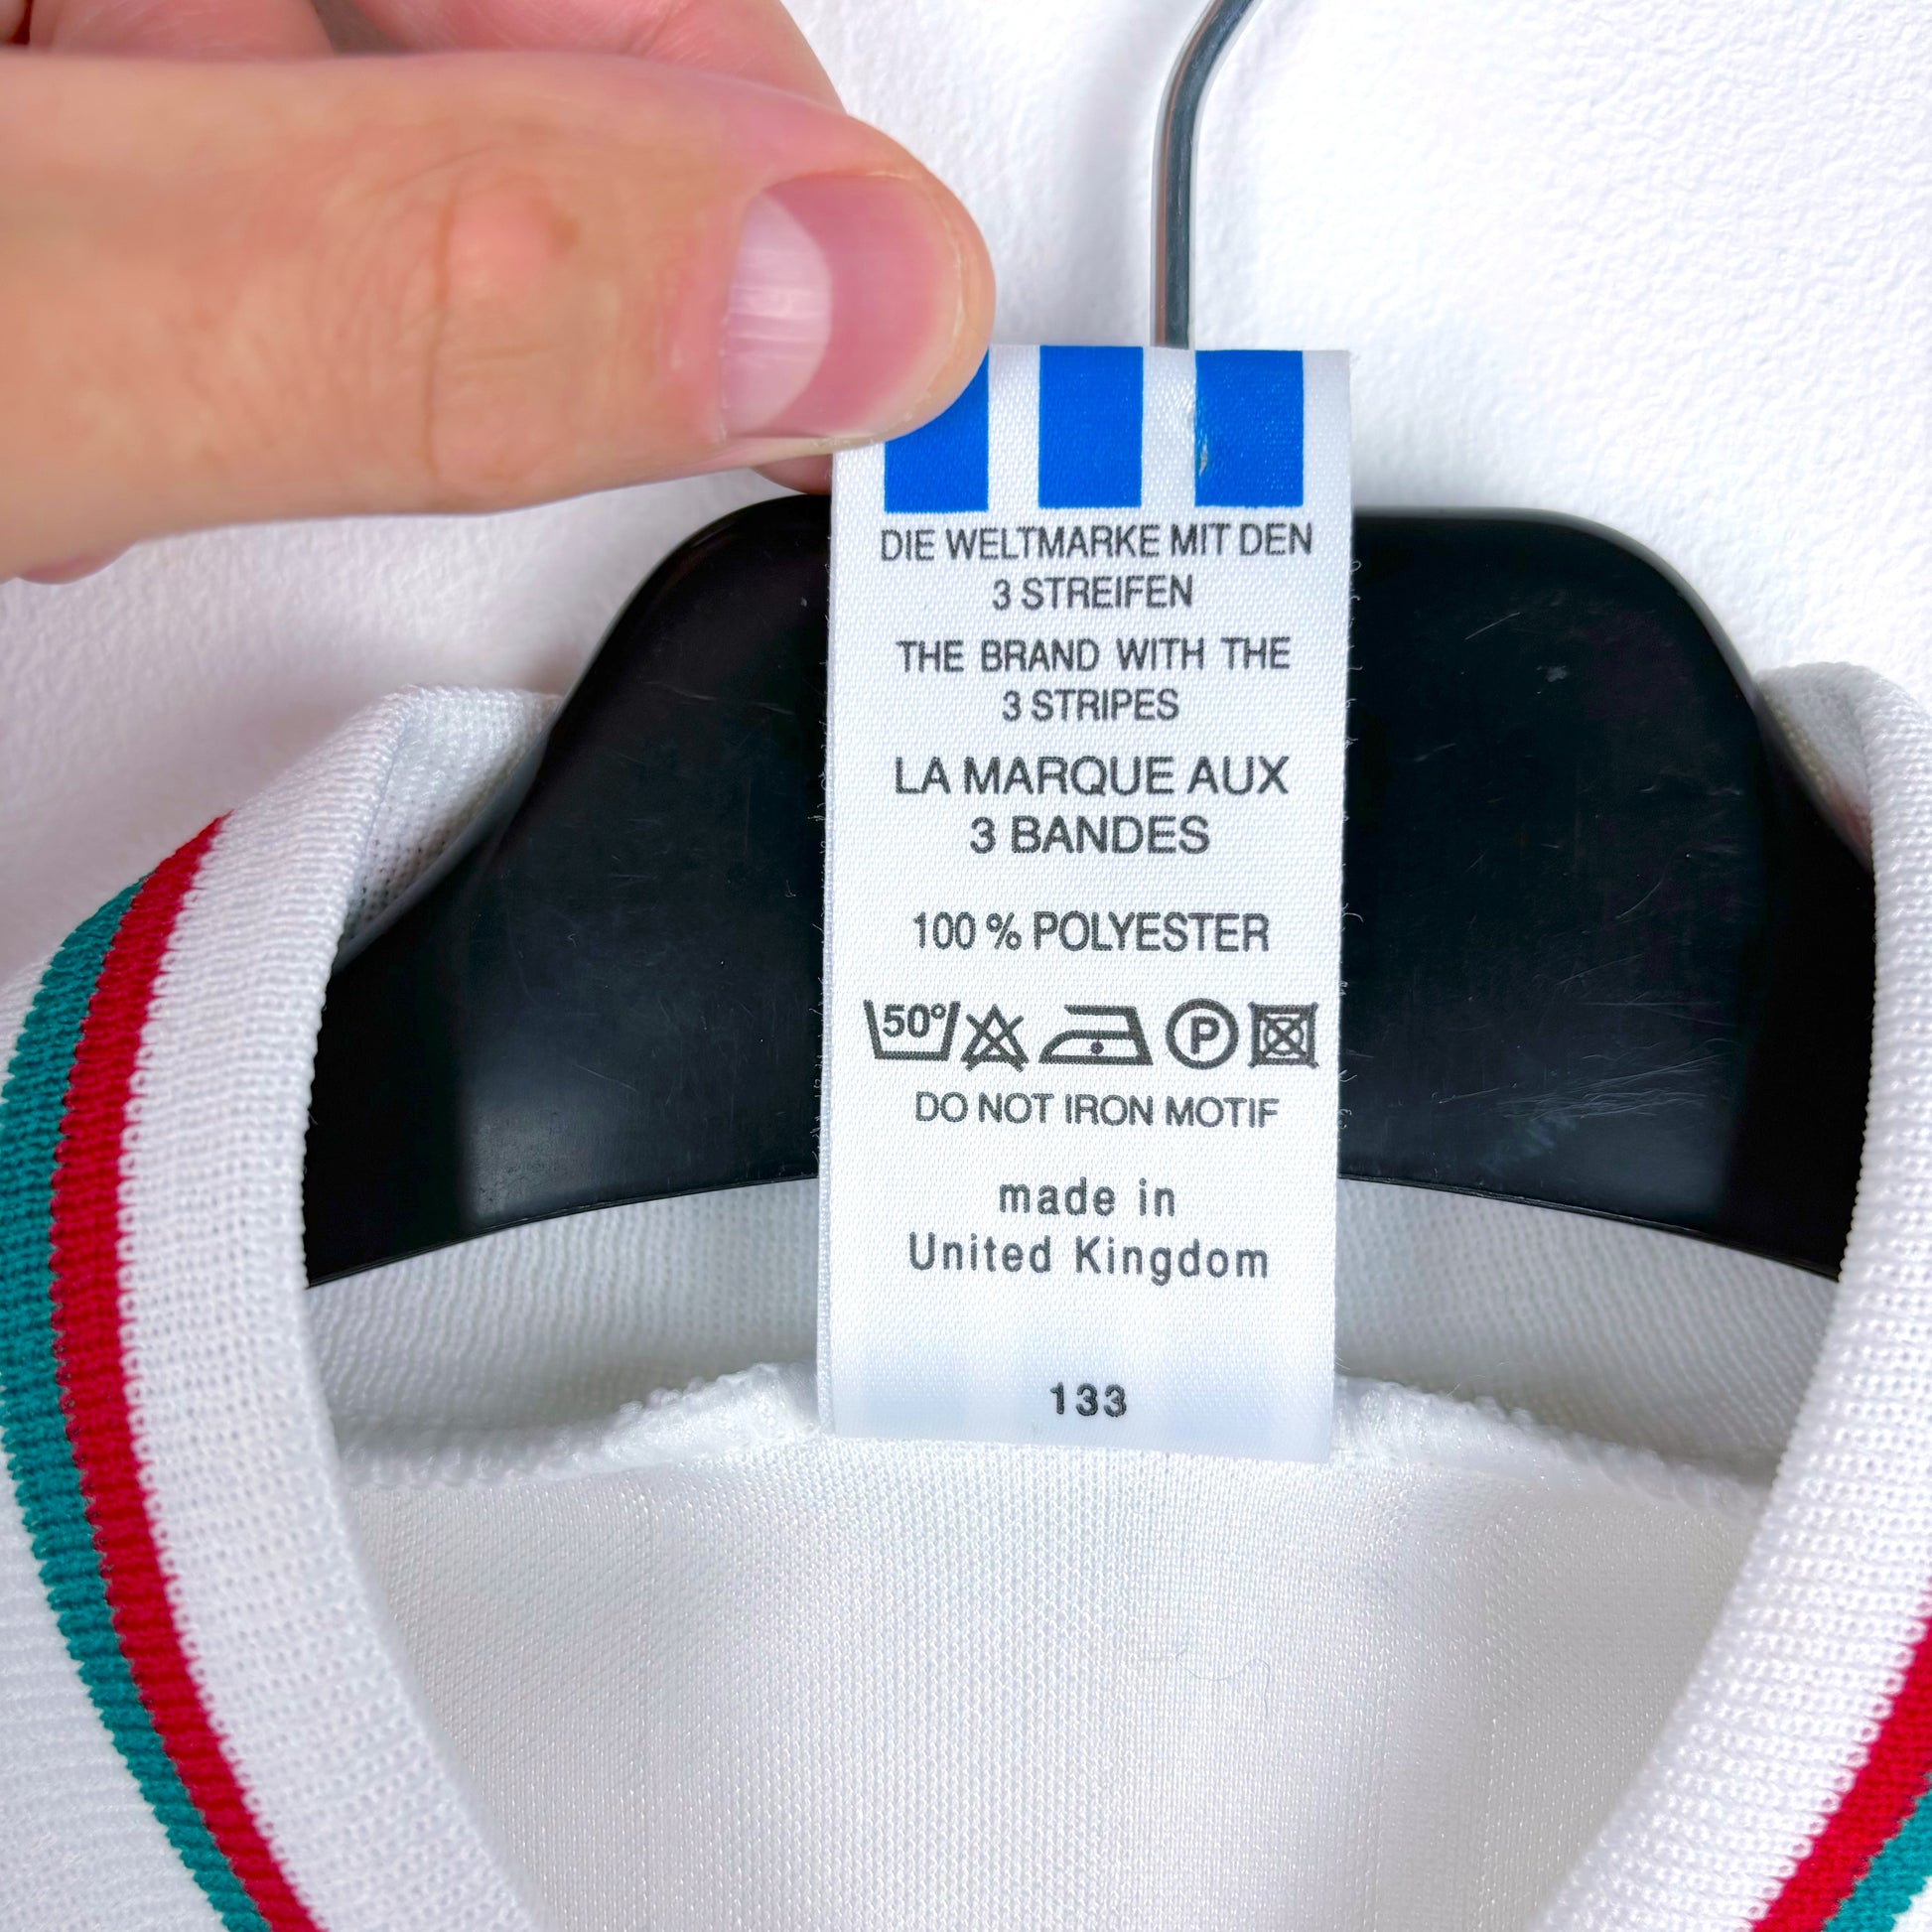 DIE WELTMARKE MIT DEN
3 STREIFEN
THE BRAND WITH THE
3 STRIPES
LA MARQUE AUX
3 BANDES
100 % POLYESTER
50° P
DO NOT IRON MOTIF
made in
United Kingdom
133